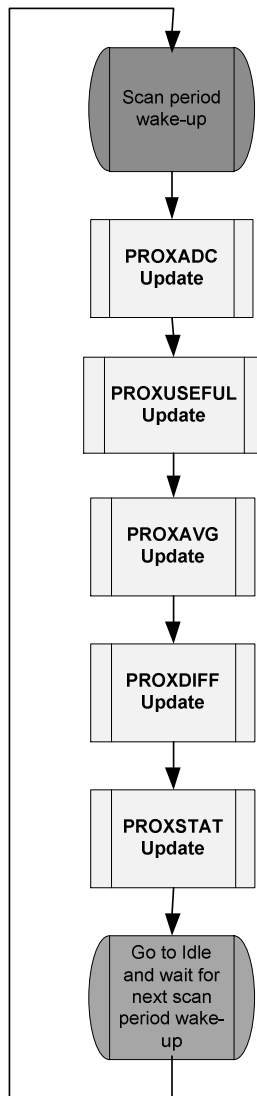 Scan period
wake-up
PROXADC
Update
PROXUSEFUL
Update
PROXAVG
Update
PROXDIFF
Update
PROXSTAT
Update
Go to Idle
and wait for
next scan
period wake-
up